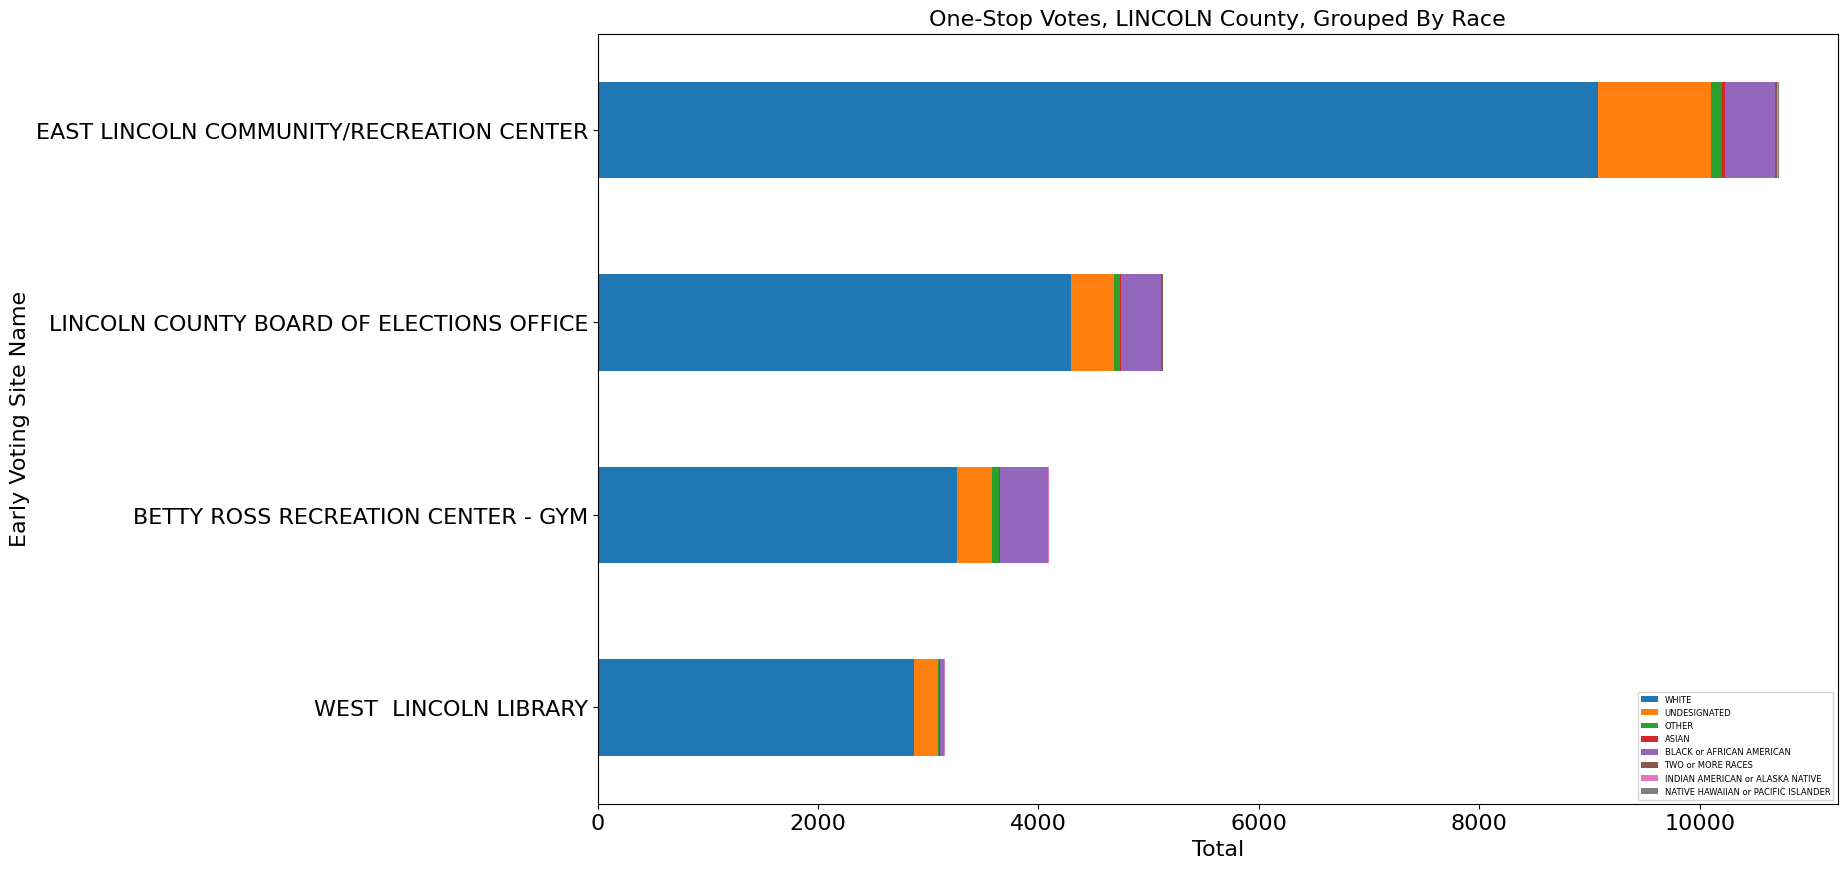 One-Stop Votes, LINCOLN County, Grouped By Race
Early Voting Site Name
EAST LINCOLN COMMUNITY/RECREATION CENTER
LINCOLN COUNTY BOARD OF ELECTIONS OFFICE
BETTY ROSS RECREATION CENTER - GYM
WEST  LINCOLN LIBRARY
WHITE
UNDESIGNATED
OTHER
ASIAN
BLACK or AFRICAN AMERICAN
TWO or MORE RACES
INDIAN AMERICAN or ALASKA NATIVE
NATIVE HAWAIIAN or PACIFIC ISLANDER
0 2000 4000 6000 8000 10000
Total